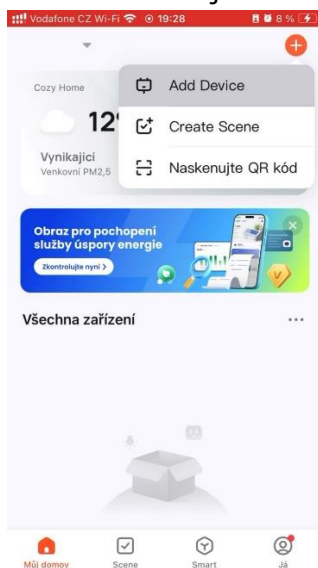 Vodafone CZ Wi-Fi 19:28 8 %
Cozy Home
12°
Vynikající
Venkovní PM2,5
Add Device
Create Scene
Naskenujte QR kód
Obraz pro pochopení
služby úspory energie
Zkontrolujte nyní >
Všechna zařízení
Můj domov
Scene
Smart
Já